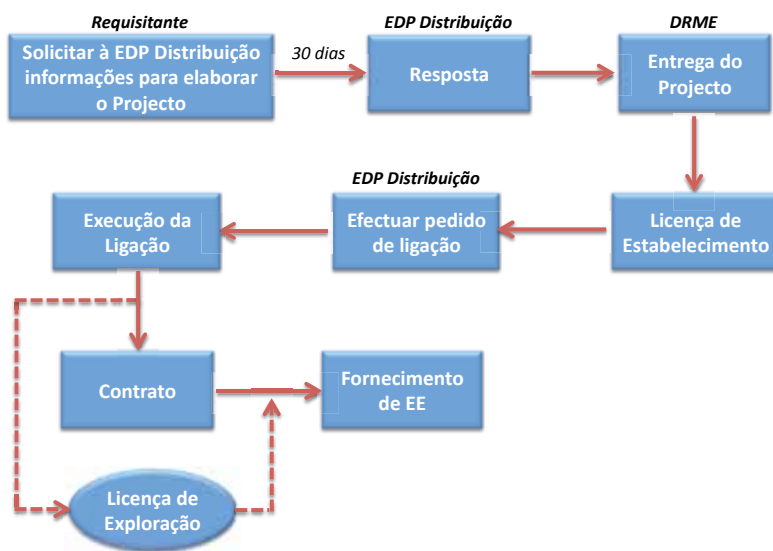 Requisitante
EDP Distribuição
DRME
Solicitar à EDP Distribuição
informações para elaborar
o Projecto
30 dias
Resposta
Entrega do
Projecto
EDP Distribuição
Execução da
Ligação
Efectuar pedido
de ligação
Licença de
Estabelecimento
Contrato
Fornecimento
de EE
Licença de
Exploração